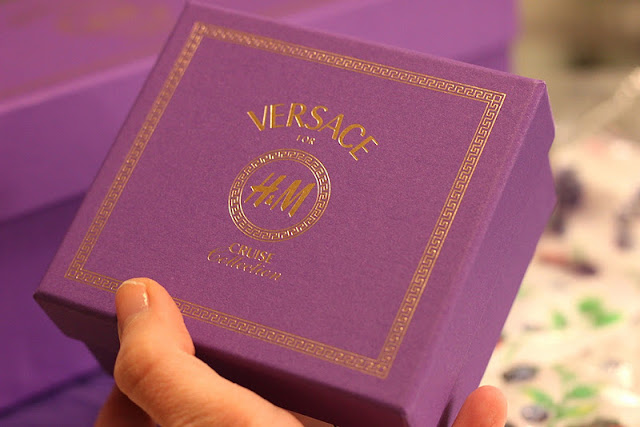 VERSACE
FOR
H&M
CRUISE
Collection